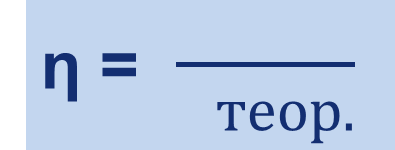 η =
теор.